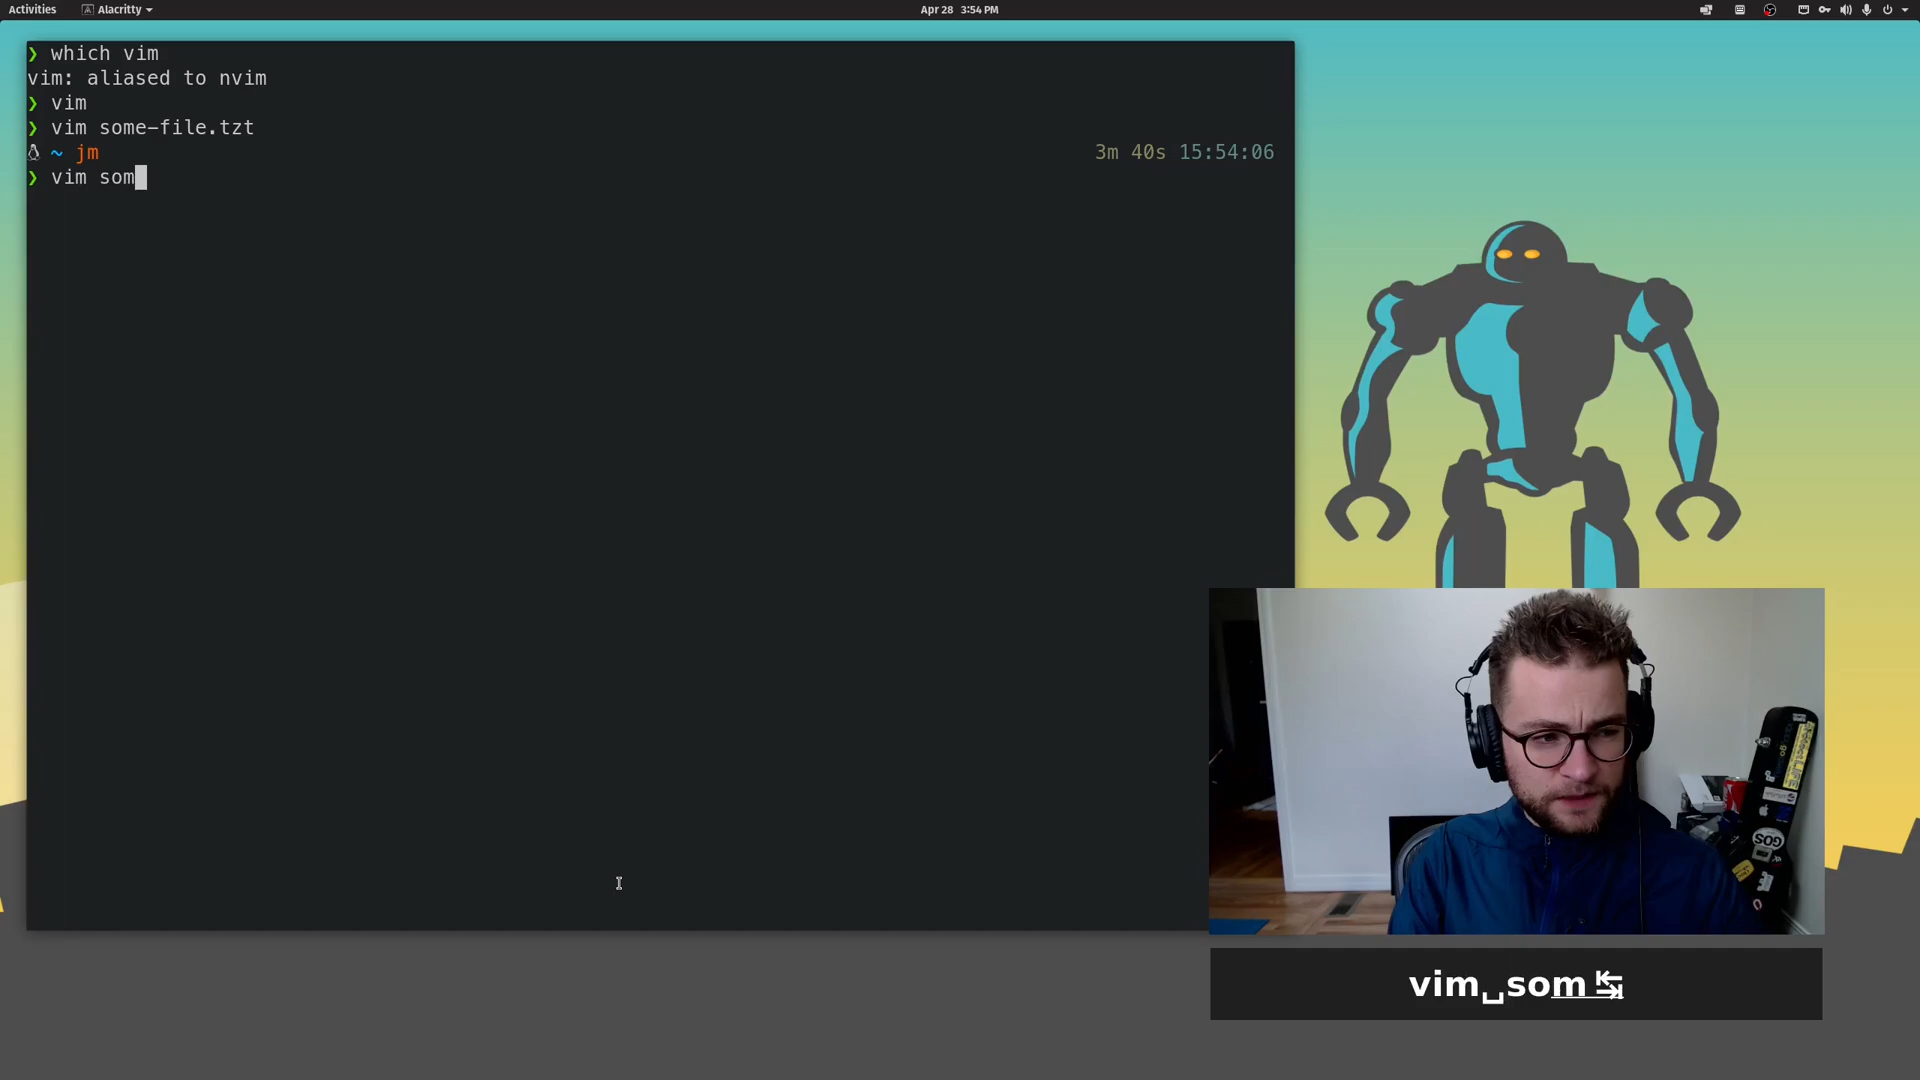 Activities
Alacritty
Apr 28 3:54 PM
❯ which vim
vim: aliased to nvim
❯ vim
❯ vim some-file.tzt
~ jm
3m 40s 15:54:06
❯ vim som
GOS
vim␣som ↹